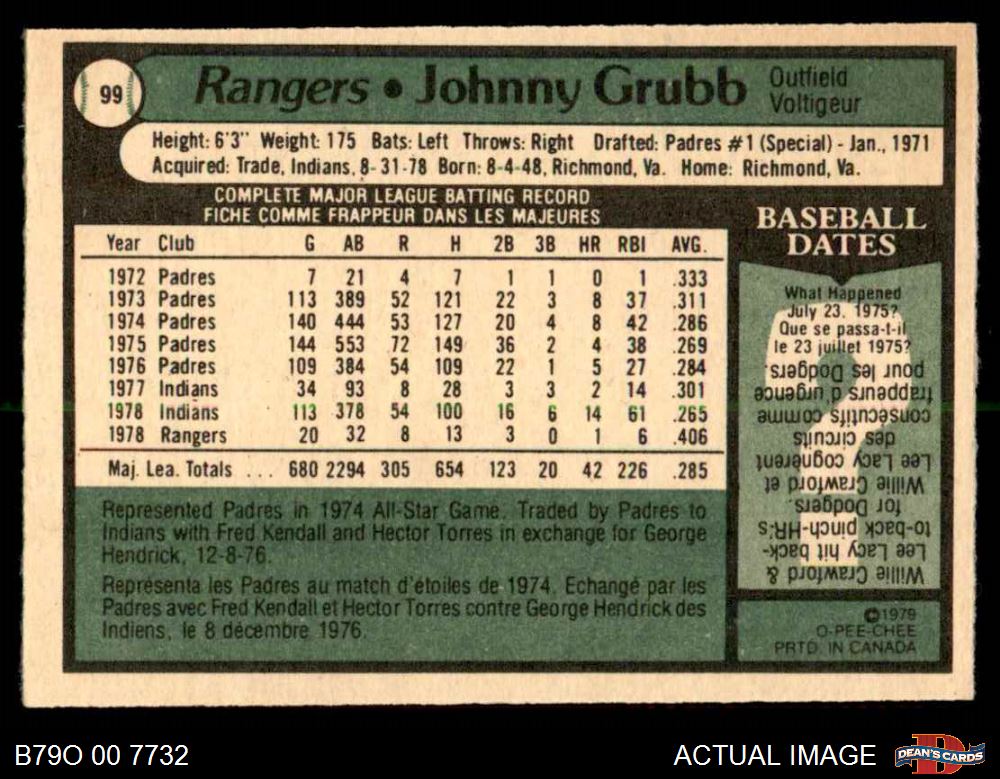 99
Rangers • Johnny Grubb
Outfield
Voltigeur
Height: 6'3" Weight: 175 Bats: Left Throws: Right Drafted: Padres #1 (Special) - Jan., 1971
Acquired: Trade, Indians, 8-31-78 Born: 8-4-48, Richmond, Va. Home: Richmond, Va.
COMPLETE MAJOR LEAGUE BATTING RECORD
FICHE COMME FRAPPEUR DANS LES MAJEURES
Year Club G AB R H 2B 3B HR RBI AVG.
1972 Padres 7 21 4 7 1 1 0 1 .333
1973 Padres 113 389 52 121 22 3 8 37 .311
1974 Padres 140 444 53 127 20 4 8 42 .286
1975 Padres 144 553 72 149 36 2 4 38 .269
1976 Padres 109 384 54 109 22 1 5 27 .284
1977 Indians 34 93 8 28 3 3 2 14 .301
1978 Indians 113 378 54 100 16 6 14 61 .265
1978 Rangers 20 32 8 13 3 0 1 6 .406
Maj. Lea. Totals ... 680 2294 305 654 123 20 42 226 .285
Represented Padres in 1974 All-Star Game. Traded by Padres to
Indians with Fred Kendall and Hector Torres in exchange for George
Hendrick, 12-8-76.
Représenta les Padres au match d'étoiles de 1974. Echangé par les
Padres avec Fred Kendall et Hector Torres contre George Hendrick des
Indiens, le 8 décembre 1976.
BASEBALL
DATES
What Happened
July 23, 1975?
Que se passa-t-il
le 23 juillet 1975?
Willie Crawford &
Lee Lacy hit back-
to-back pinch-HR's
for Dodgers.
Willie Crawford et
Lee Lacy cognèrent
des circuits
consécutifs comme
frappeurs d'urgence
pour les Dodgers.
©1979
O-PEE-CHEE
PRTD. IN CANADA
B79O 00 7732
ACTUAL IMAGE
D
DEAN'S CARDS